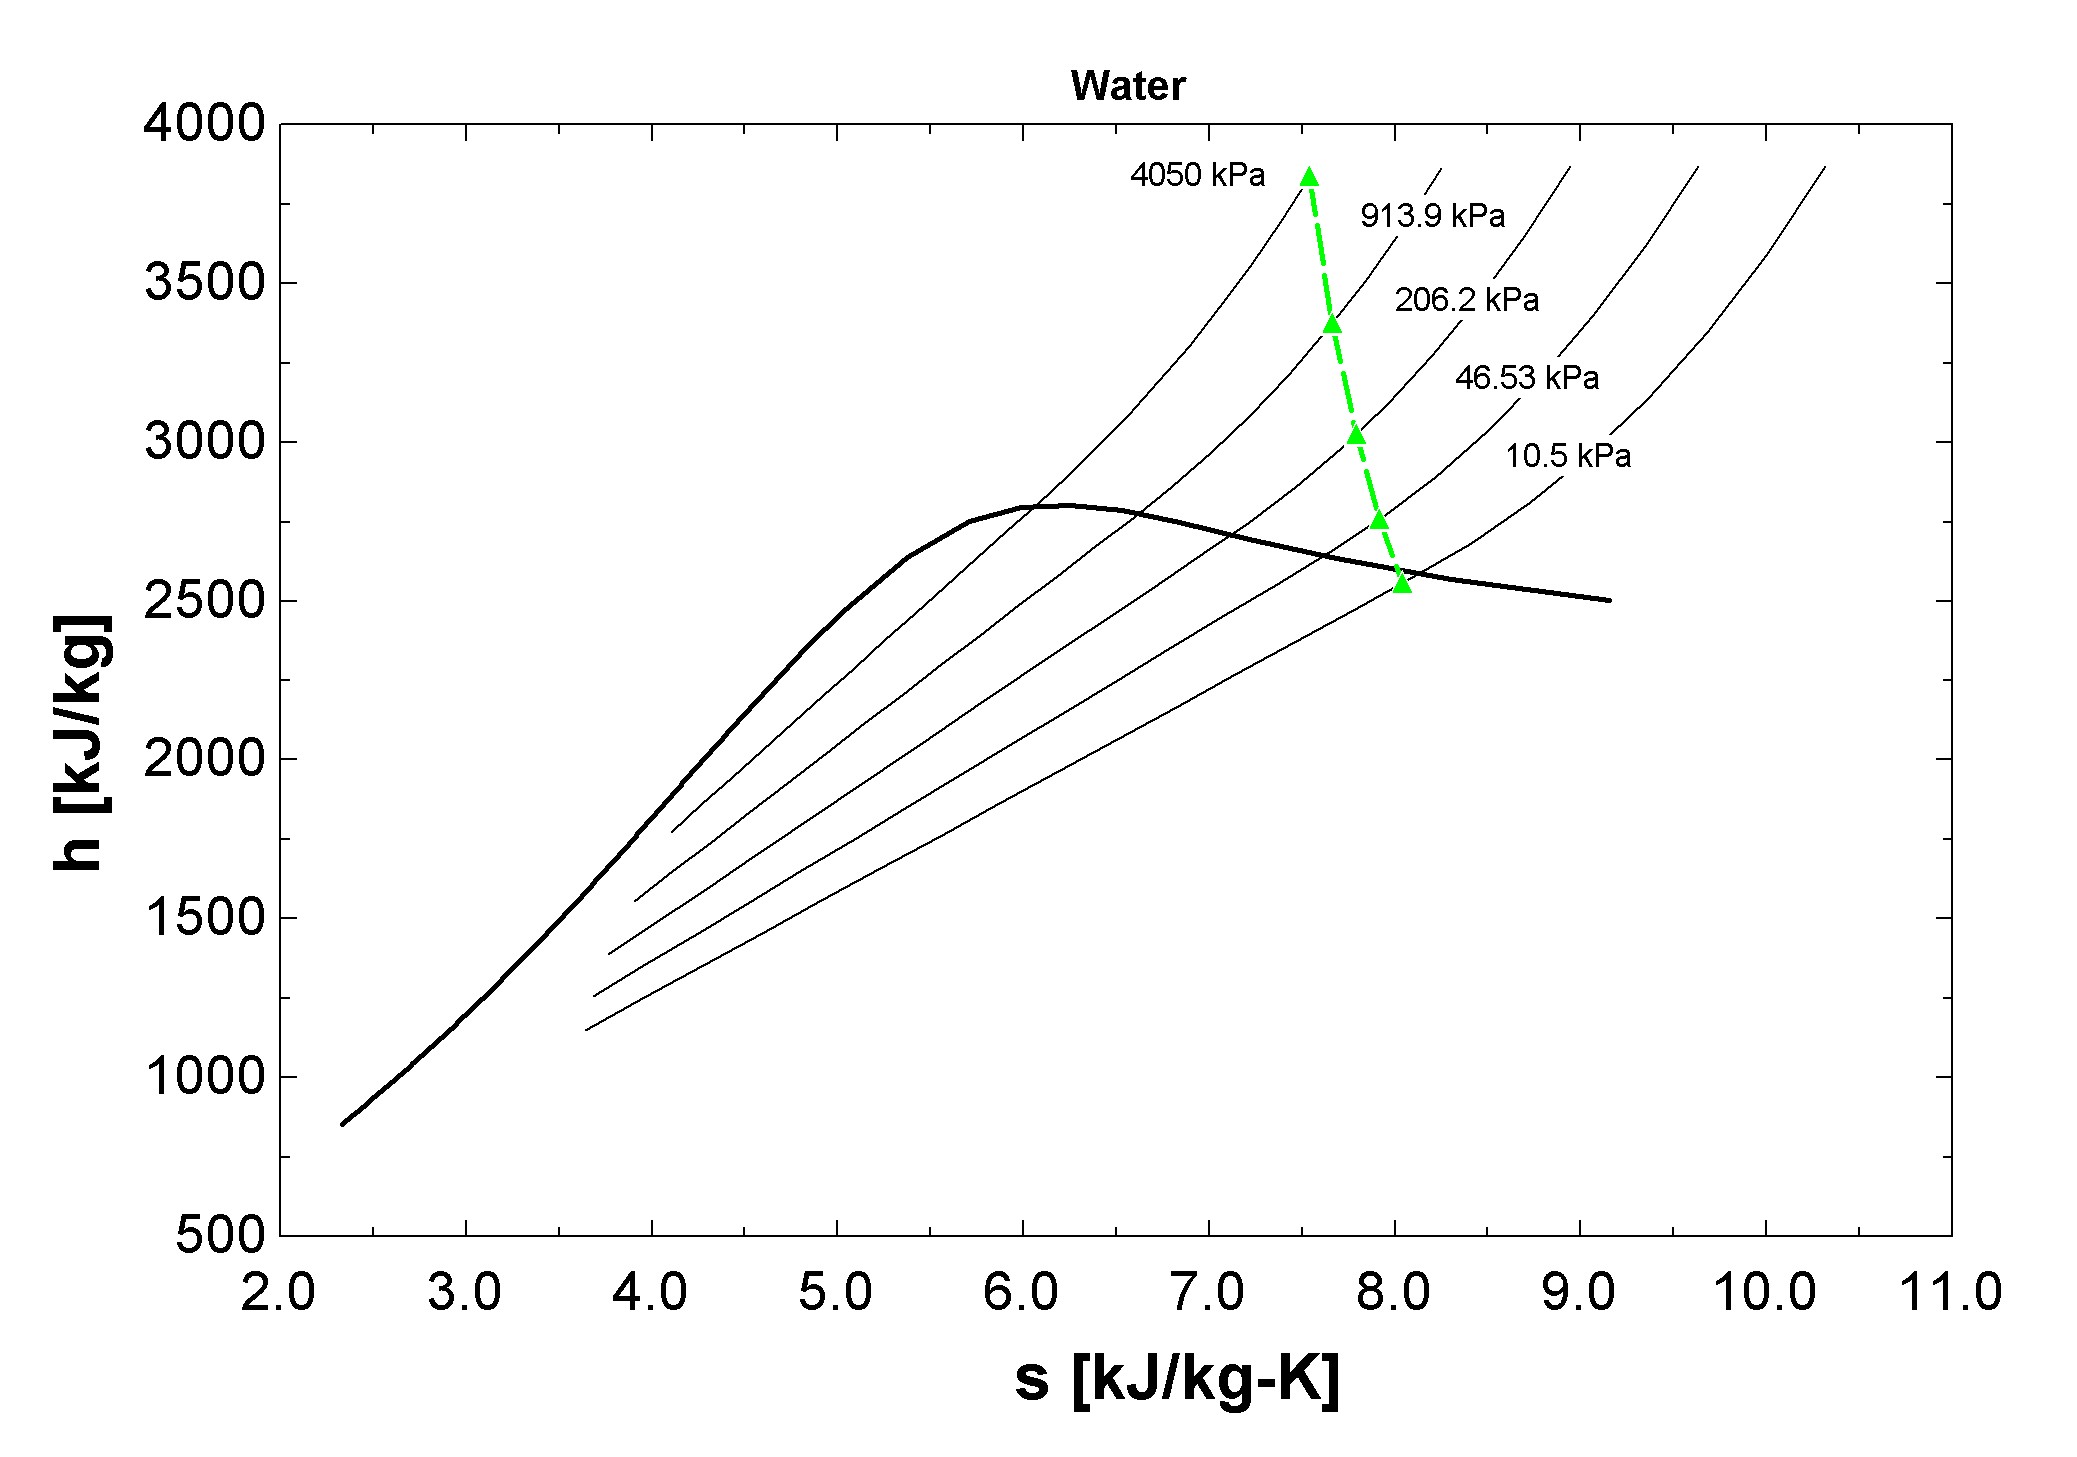 Water
4000
3500
3000
2500
2000
1500
1000
500
h [kJ/kg]
4050 kPa
913.9 kPa
206.2 kPa
46.53 kPa
10.5 kPa
2.0 3.0 4.0 5.0 6.0 7.0 8.0 9.0 10.0 11.0
s [kJ/kg-K]